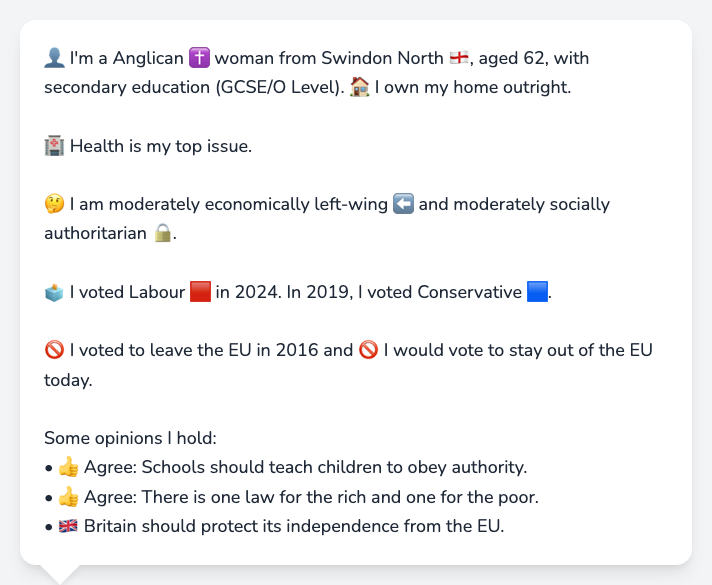 👤 I'm a Anglican ✝️ woman from Swindon North 🏴󠁧󠁢󠁥󠁮󠁧󠁿, aged 62, with
secondary education (GCSE/O Level). 🏠 I own my home outright.
🏥 Health is my top issue.
🤔 I am moderately economically left-wing ⬅️ and moderately socially
authoritarian 🔒.
🗳️ I voted Labour 🟥 in 2024. In 2019, I voted Conservative 🟦.
🚫 I voted to leave the EU in 2016 and 🚫 I would vote to stay out of the EU
today.
Some opinions I hold:
• 👍 Agree: Schools should teach children to obey authority.
• 👍 Agree: There is one law for the rich and one for the poor.
• 🇬🇧 Britain should protect its independence from the EU.